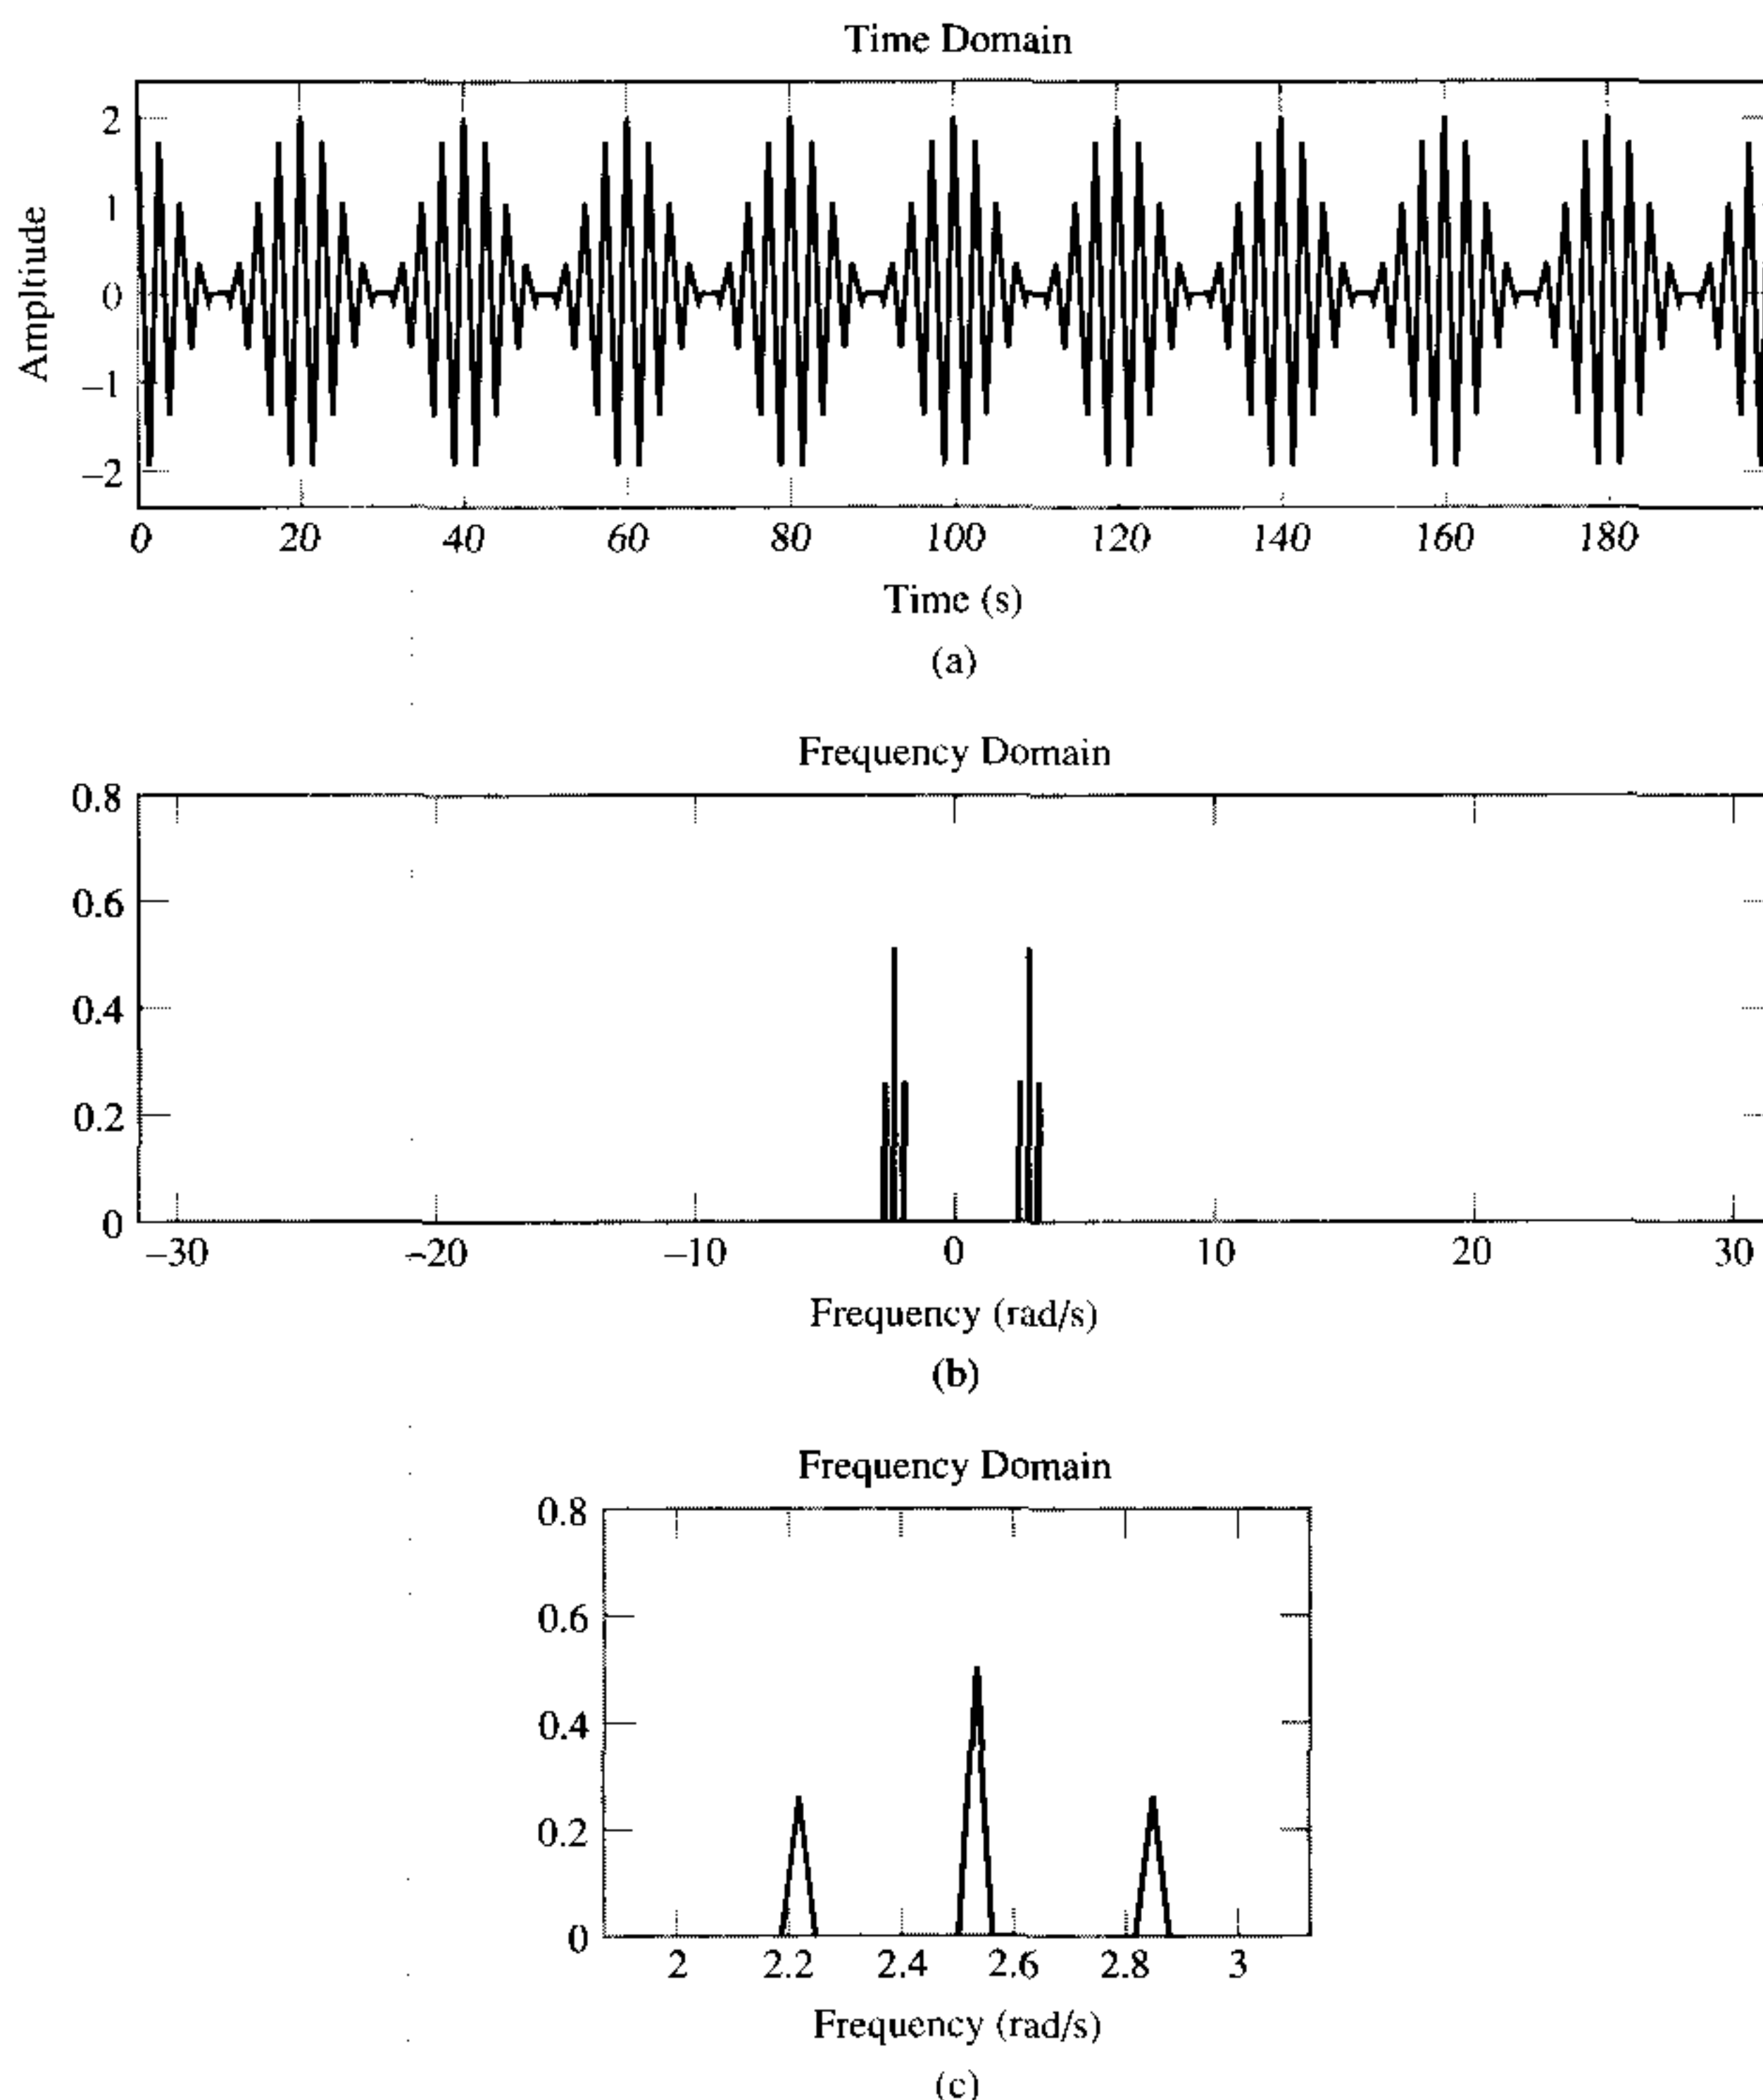 Time Domain
2
1
0
−1
−2
Ampltiude
0 20 40 60 80 100 120 140 160 180
Time (s)
(a)
Frequency Domain
0.8
0.6
0.4
0.2
0
−30 −20 −10 0 10 20 30
Frequency (rad/s)
(b)
Frequency Domain
0.8
0.6
0.4
0.2
0
2 2.2 2.4 2.6 2.8 3
Frequency (rad/s)
(c)